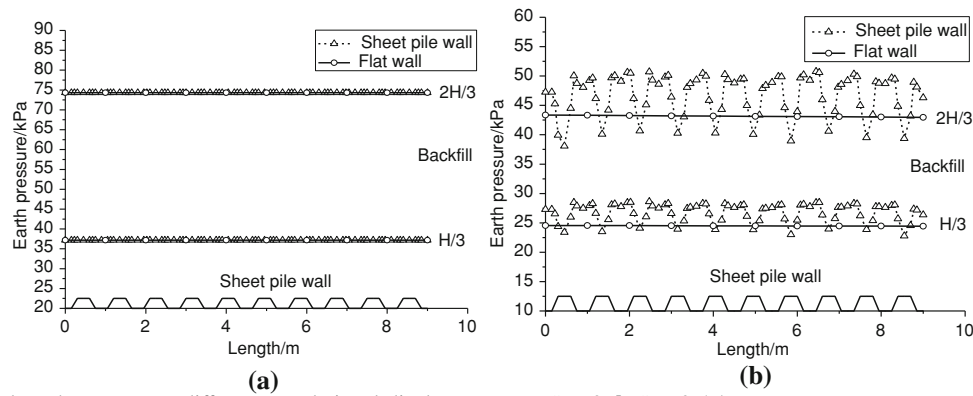 90
85
80
75
70
65
60
55
50
45
40
35
30
25
20
Earth pressure/kPa
Sheet pile wall
Flat wall
2H/3
Backfill
H/3
Sheet pile wall
0 2 4 6 8 10
Length/m
(a)
60
55
50
45
40
35
30
25
20
15
10
Earth pressure/kPa
Sheet pile wall
Flat wall
2H/3
Backfill
H/3
Sheet pile wall
0 2 4 6 8 10
Length/m
(b)